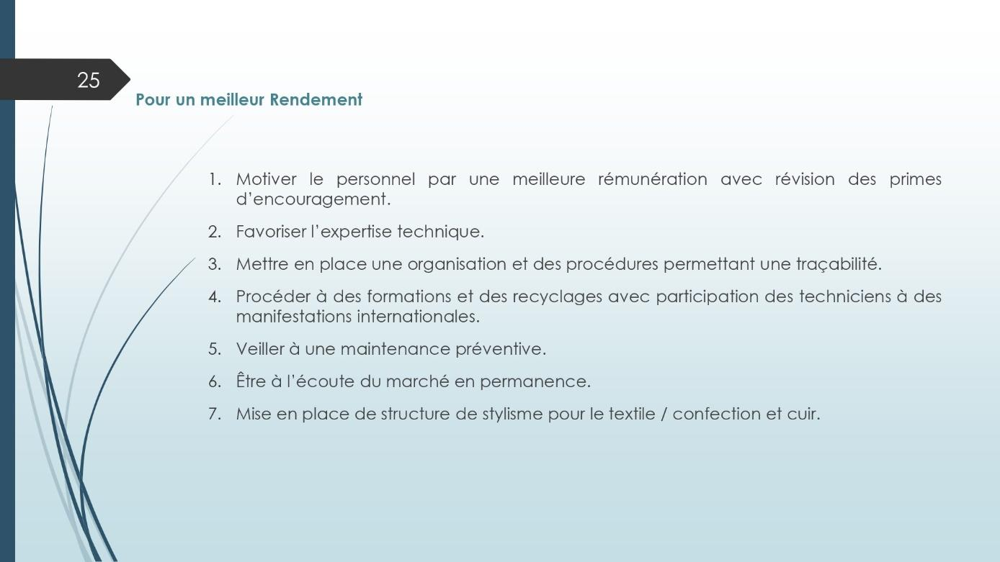 25
Pour un meilleur Rendement
1. Motiver le personnel par une meilleure rémunération avec révision des primes
d’encouragement.
2. Favoriser l’expertise technique.
3. Mettre en place une organisation et des procédures permettant une traçabilité.
4. Procéder à des formations et des recyclages avec participation des techniciens à des
manifestations internationales.
5. Veiller à une maintenance préventive.
6. Être à l’écoute du marché en permanence.
7. Mise en place de structure de stylisme pour le textile / confection et cuir.